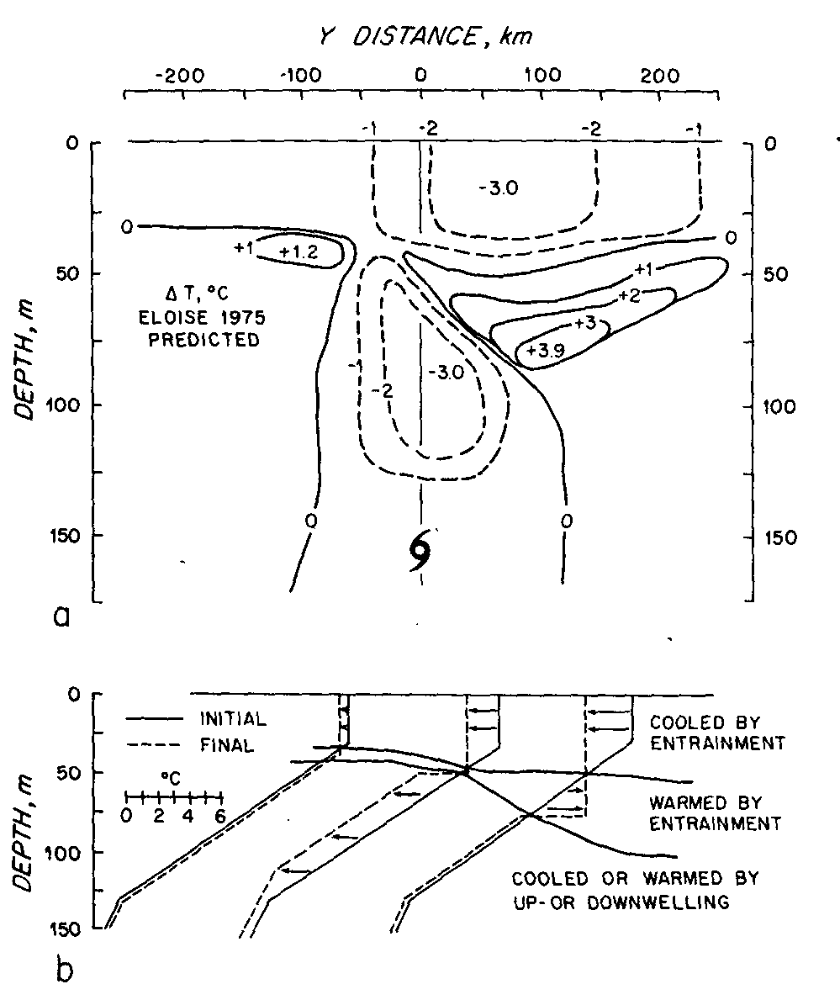 Y DISTANCE, km
-200 -100 0 100 200
-1 -2 -2 -1
0 0
-3.0
0 0
+1 +1.2
50 +1 50
Δ T, °C +2
ELOISE 1975 +3
PREDICTED +3.9
DEPTH, m
-1 -3.0
-2
100 100
0 0
150 150
a
0
INITIAL COOLED BY
FINAL ENTRAINMENT
50
°C
0 2 4 6
WARMED BY
ENTRAINMENT
DEPTH, m
100
COOLED OR WARMED BY
UP-OR DOWNWELLING
150
b